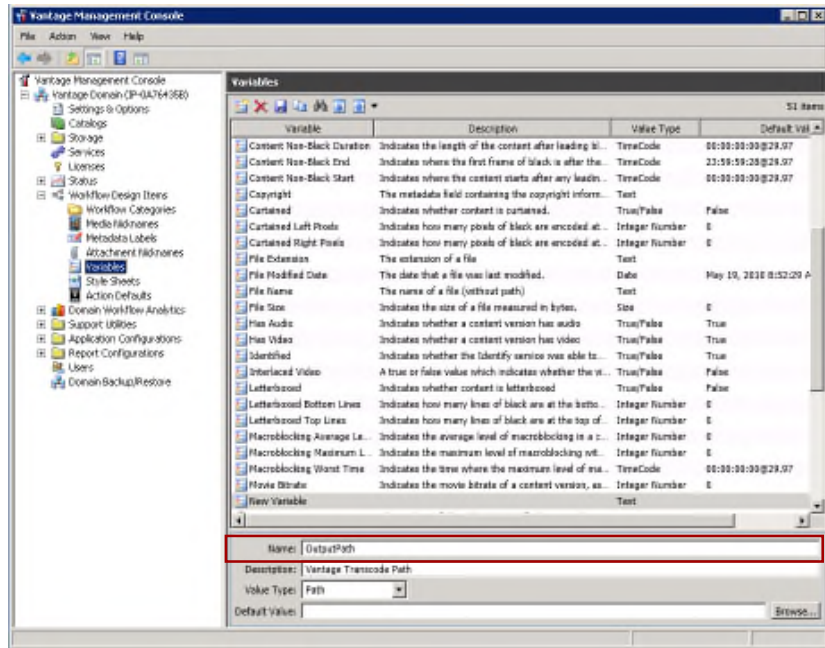 Vantage Management Console
File Action View Help
Vantage Management Console
Vantage Domain (IP-0A76435B)
Settings & Options
Catalogs
Storage
Services
Licenses
Status
Workflow Design Items
Workflow Categories
Media Nicknames
Metadata Labels
Attachment Nicknames
Variables
Style Sheets
Action Defaults
Domain Workflow Analytics
Support Utilities
Application Configurations
Report Configurations
Users
Domain Backup/Restore
Variables
51 items
Variable Description Value Type Default Val
Content Non-Black Duration Indicates the length of the content after leading bl... TimeCode 00:00:00:00@29.97
Content Non-Black End Indicates where the first frame of black is after the... TimeCode 23:59:59:28@29.97
Content Non-Black Start Indicates where the content starts after any leadin... TimeCode 00:00:00:00@29.97
Copyright The metadata field containing the copyright inform... Text
Curtained Indicates whether content is curtained. True/False False
Curtained Left Pixels Indicates how many pixels of black are encoded at... Integer Number 0
Curtained Right Pixels Indicates how many pixels of black are encoded at... Integer Number 0
File Extension The extension of a file Text
File Modified Date The date that a file was last modified. Date May 19, 2010 8:52:29 A
File Name The name of a file (without path) Text
File Size Indicates the size of a file measured in bytes. Size 0
Has Audio Indicates whether a content version has audio True/False True
Has Video Indicates whether a content version has video True/False True
Identified Indicates whether the Identify service was able to... True/False True
Interlaced Video A true or false value which indicates whether the vi... True/False False
Letterboxed Indicates whether content is letterboxed True/False False
Letterboxed Bottom Lines Indicates how many lines of black are at the botto... Integer Number 0
Letterboxed Top Lines Indicates how many lines of black are at the top of... Integer Number 0
Macroblocking Average Le... Indicates the average level of macroblocking in a c... Integer Number 0
Macroblocking Maximum L... Indicates the maximum level of macroblocking wit... Integer Number 0
Macroblocking Worst Time Indicates the time where the maximum level of ma... TimeCode 00:00:00:00@29.97
Movie Bitrate Indicates the movie bitrate of a content version, as... Integer Number 0
New Variable Text
Name: OutputPath
Description: Vantage Transcode Path
Value Type: Path
Default Value: Browse...